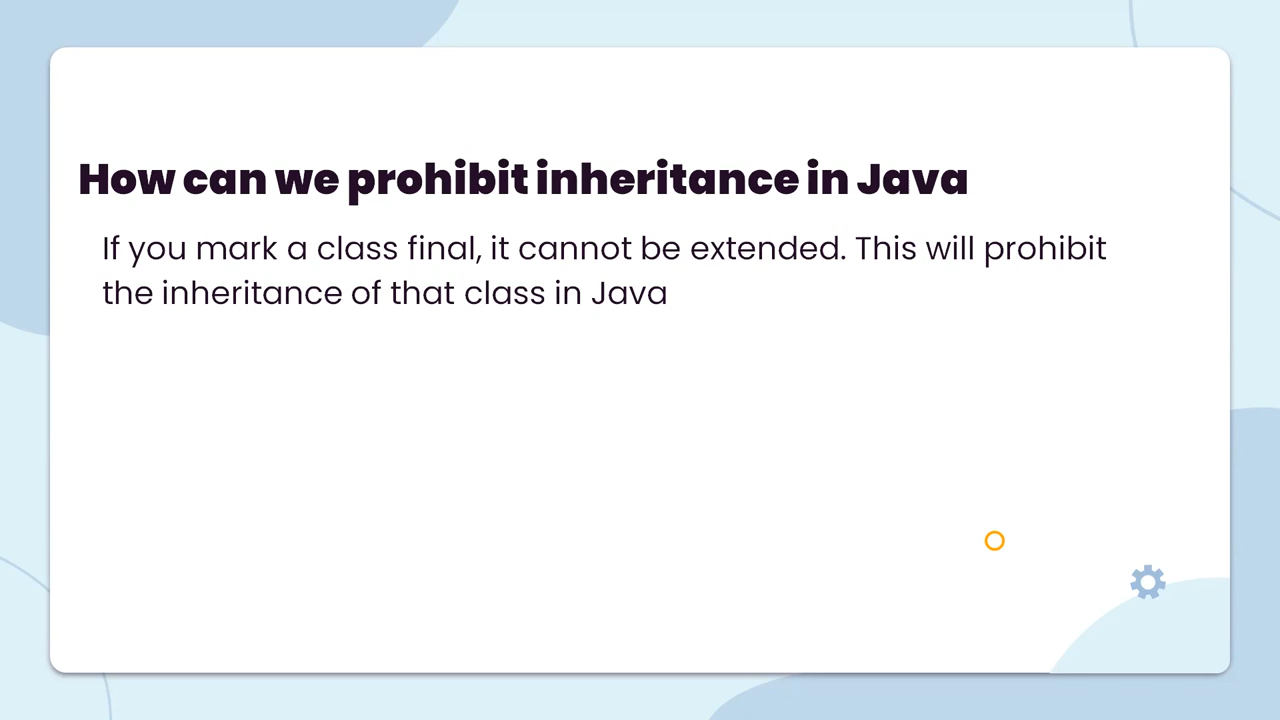 How can we prohibit inheritance in Java
If you mark a class final, it cannot be extended. This will prohibit
the inheritance of that class in Java